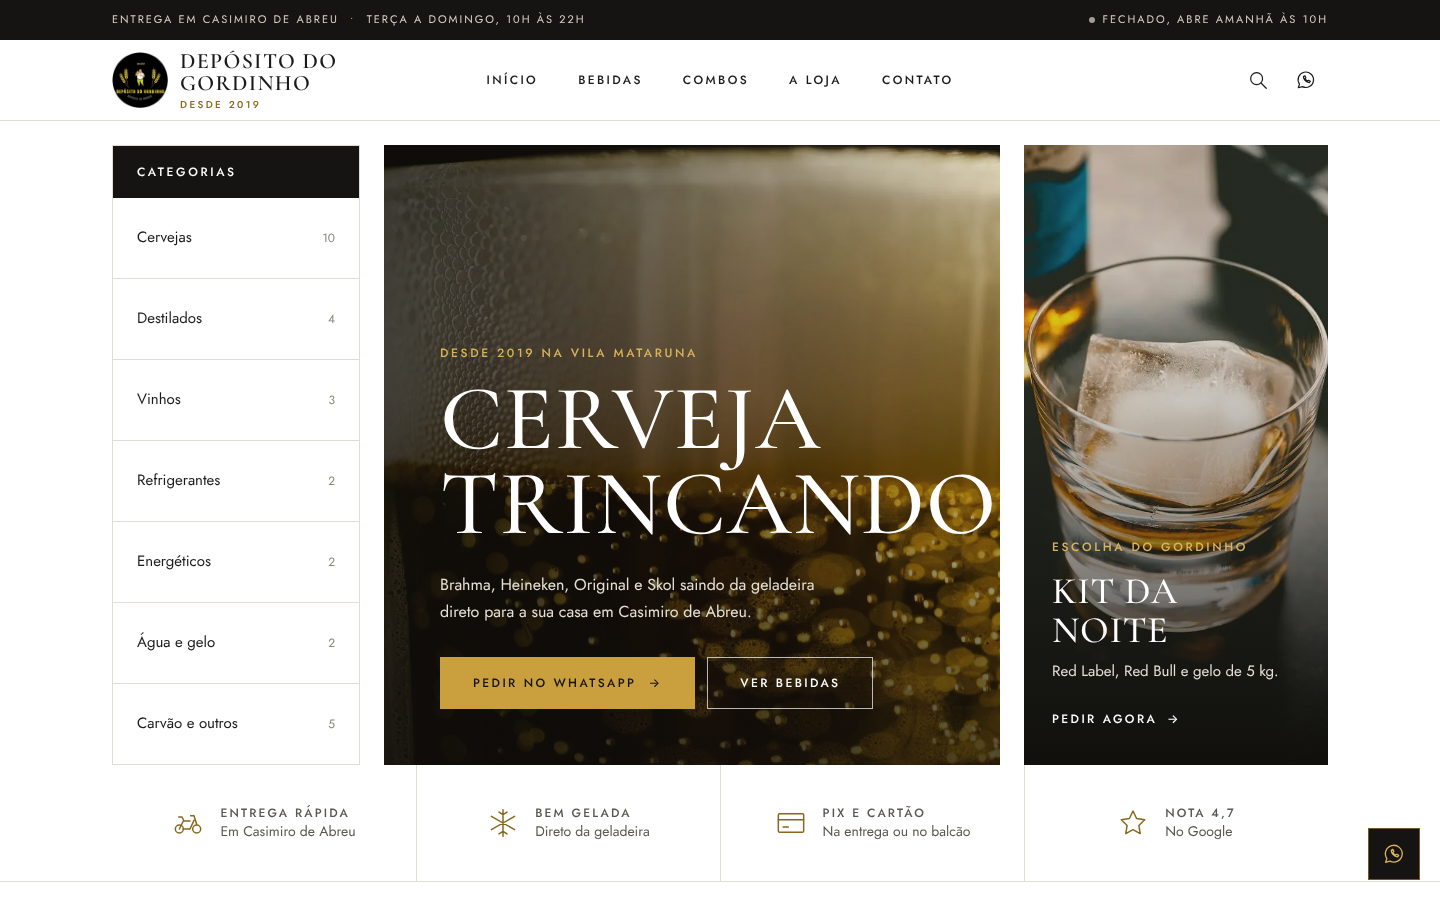 ENTREGA EM CASIMIRO DE ABREU · TERÇA A DOMINGO, 10H ÀS 22H
FECHADO, ABRE AMANHÃ ÀS 10H
DEPÓSITO DO
GORDINHO
DESDE 2019
INÍCIO
BEBIDAS
COMBOS
A LOJA
CONTATO
CATEGORIAS
Cervejas 10
Destilados 4
Vinhos 3
Refrigerantes 2
Energéticos 2
Água e gelo 2
Carvão e outros 5
DESDE 2019 NA VILA MATARUNA
CERVEJA
TRINCANDO
Brahma, Heineken, Original e Skol saindo da geladeira
direto para a sua casa em Casimiro de Abreu.
PEDIR NO WHATSAPP →
VER BEBIDAS
ESCOLHA DO GORDINHO
KIT DA
NOITE
Red Label, Red Bull e gelo de 5 kg.
PEDIR AGORA →
ENTREGA RÁPIDA
Em Casimiro de Abreu
BEM GELADA
Direto da geladeira
PIX E CARTÃO
Na entrega ou no balcão
NOTA 4,7
No Google